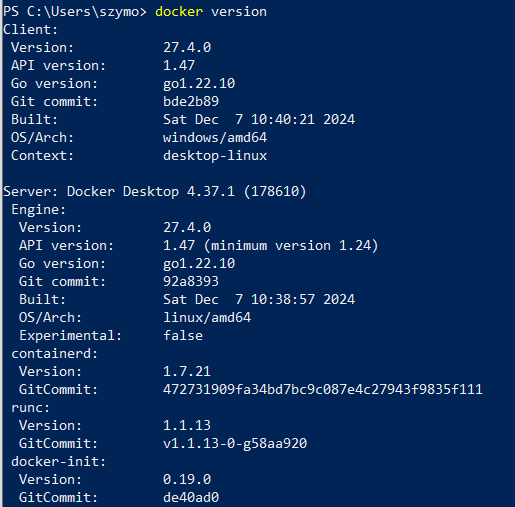 PS C:\Users\szymo> docker version
Client:
 Version:           27.4.0
 API version:       1.47
 Go version:        go1.22.10
 Git commit:        bde2b89
 Built:             Sat Dec  7 10:40:21 2024
 OS/Arch:           windows/amd64
 Context:           desktop-linux

Server: Docker Desktop 4.37.1 (178610)
 Engine:
  Version:          27.4.0
  API version:      1.47 (minimum version 1.24)
  Go version:       go1.22.10
  Git commit:       92a8393
  Built:            Sat Dec  7 10:38:57 2024
  OS/Arch:          linux/amd64
  Experimental:     false
 containerd:
  Version:          1.7.21
  GitCommit:        472731909fa34bd7bc9c087e4c27943f9835f111
 runc:
  Version:          1.1.13
  GitCommit:        v1.1.13-0-g58aa920
 docker-init:
  Version:          0.19.0
  GitCommit:        de40ad0